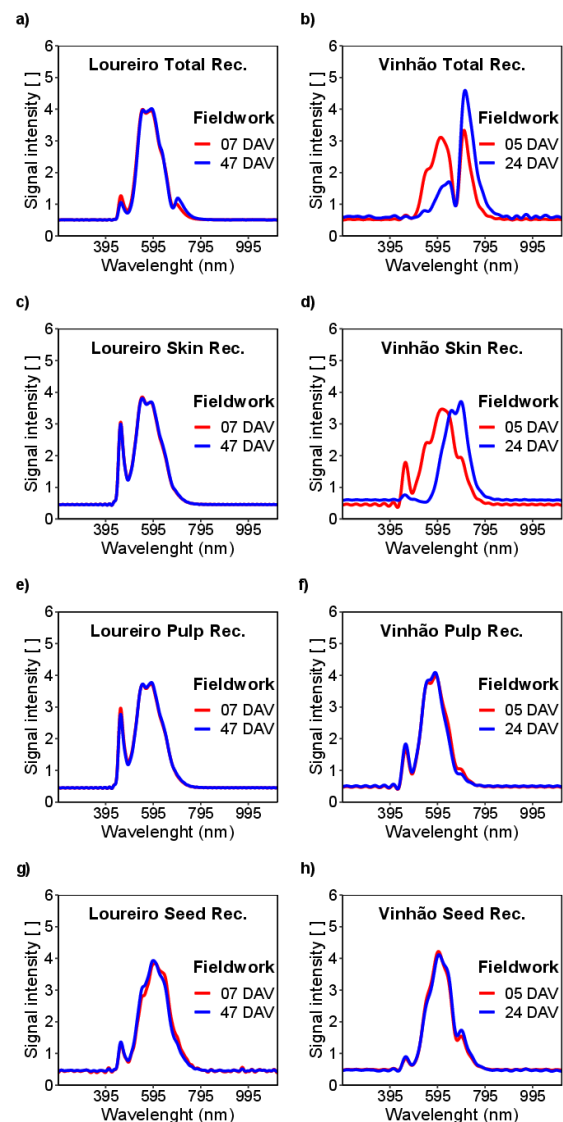 a)
Loureiro Total Rec.
Signal intensity [ ]
6
5
4
3
2
1
0
Fieldwork
07 DAV
47 DAV
395 595 795 995
Wavelenght (nm)
b)
Vinhão Total Rec.
Signal intensity [ ]
6
5
4
3
2
1
0
Fieldwork
05 DAV
24 DAV
395 595 795 995
Wavelenght (nm)
c)
Loureiro Skin Rec.
Signal intensity [ ]
6
5
4
3
2
1
0
Fieldwork
07 DAV
47 DAV
395 595 795 995
Wavelenght (nm)
d)
Vinhão Skin Rec.
Signal intensity [ ]
6
5
4
3
2
1
0
Fieldwork
05 DAV
24 DAV
395 595 795 995
Wavelenght (nm)
e)
Loureiro Pulp Rec.
Signal intensity [ ]
6
5
4
3
2
1
0
Fieldwork
07 DAV
47 DAV
395 595 795 995
Wavelenght (nm)
f)
Vinhão Pulp Rec.
Signal intensity [ ]
6
5
4
3
2
1
0
Fieldwork
05 DAV
24 DAV
395 595 795 995
Wavelenght (nm)
g)
Loureiro Seed Rec.
Signal intensity [ ]
6
5
4
3
2
1
0
Fieldwork
07 DAV
47 DAV
395 595 795 995
Wavelenght (nm)
h)
Vinhão Seed Rec.
Signal intensity [ ]
6
5
4
3
2
1
0
Fieldwork
05 DAV
24 DAV
395 595 795 995
Wavelenght (nm)